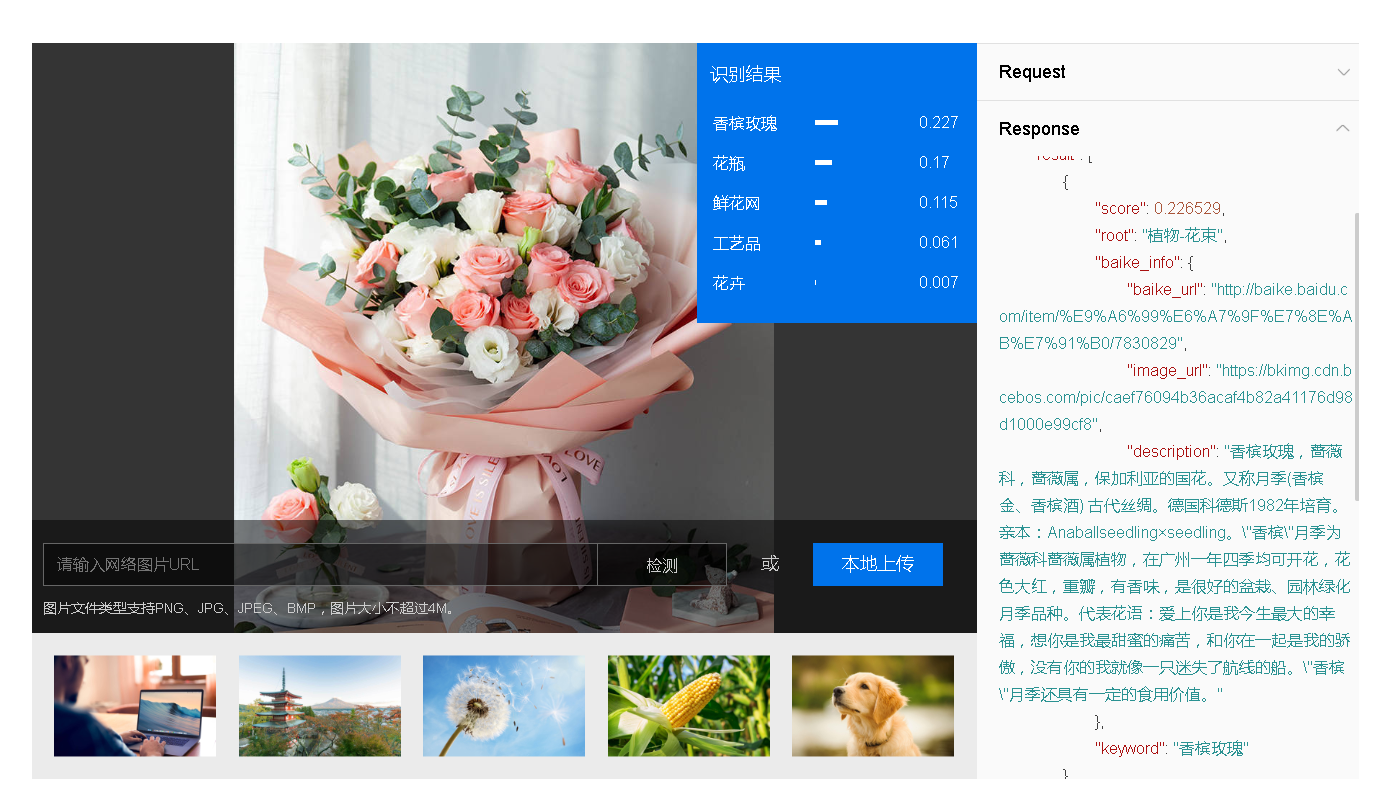 识别结果
香槟玫瑰 0.227
花瓶 0.17
鲜花网 0.115
工艺品 0.061
花卉 0.007
LOVE
请输入网络图片URL
检测
或
本地上传
图片文件类型支持PNG、JPG、JPEG、BMP，图片大小不超过4M。
Request
Response
"result": [
{
"score": 0.226529,
"root": "植物-花束",
"baike_info": {
"baike_url": "http://baike.baidu.c
om/item/%E9%A6%99%E6%A7%9F%E7%8E%A
B%E7%91%B0/7830829",
"image_url": "https://bkimg.cdn.b
cebos.com/pic/caef76094b36acaf4b82a41176d98
d1000e99cf8",
"description": "香槟玫瑰，蔷薇
科，蔷薇属，保加利亚的国花。又称月季(香槟
金、香槟酒) 古代丝绸。德国科德斯1982年培育。
亲本：Anaballseedling×seedling。\"香槟\"月季为
蔷薇科蔷薇属植物，在广州一年四季均可开花，花
色大红，重瓣，有香味，是很好的盆栽、园林绿化
月季品种。代表花语：爱上你是我今生最大的幸
福，想你是我最甜蜜的痛苦，和你在一起是我的骄
傲，没有你的我就像一只迷失了航线的船。\"香槟
\"月季还具有一定的食用价值。"
},
"keyword": "香槟玫瑰"
}